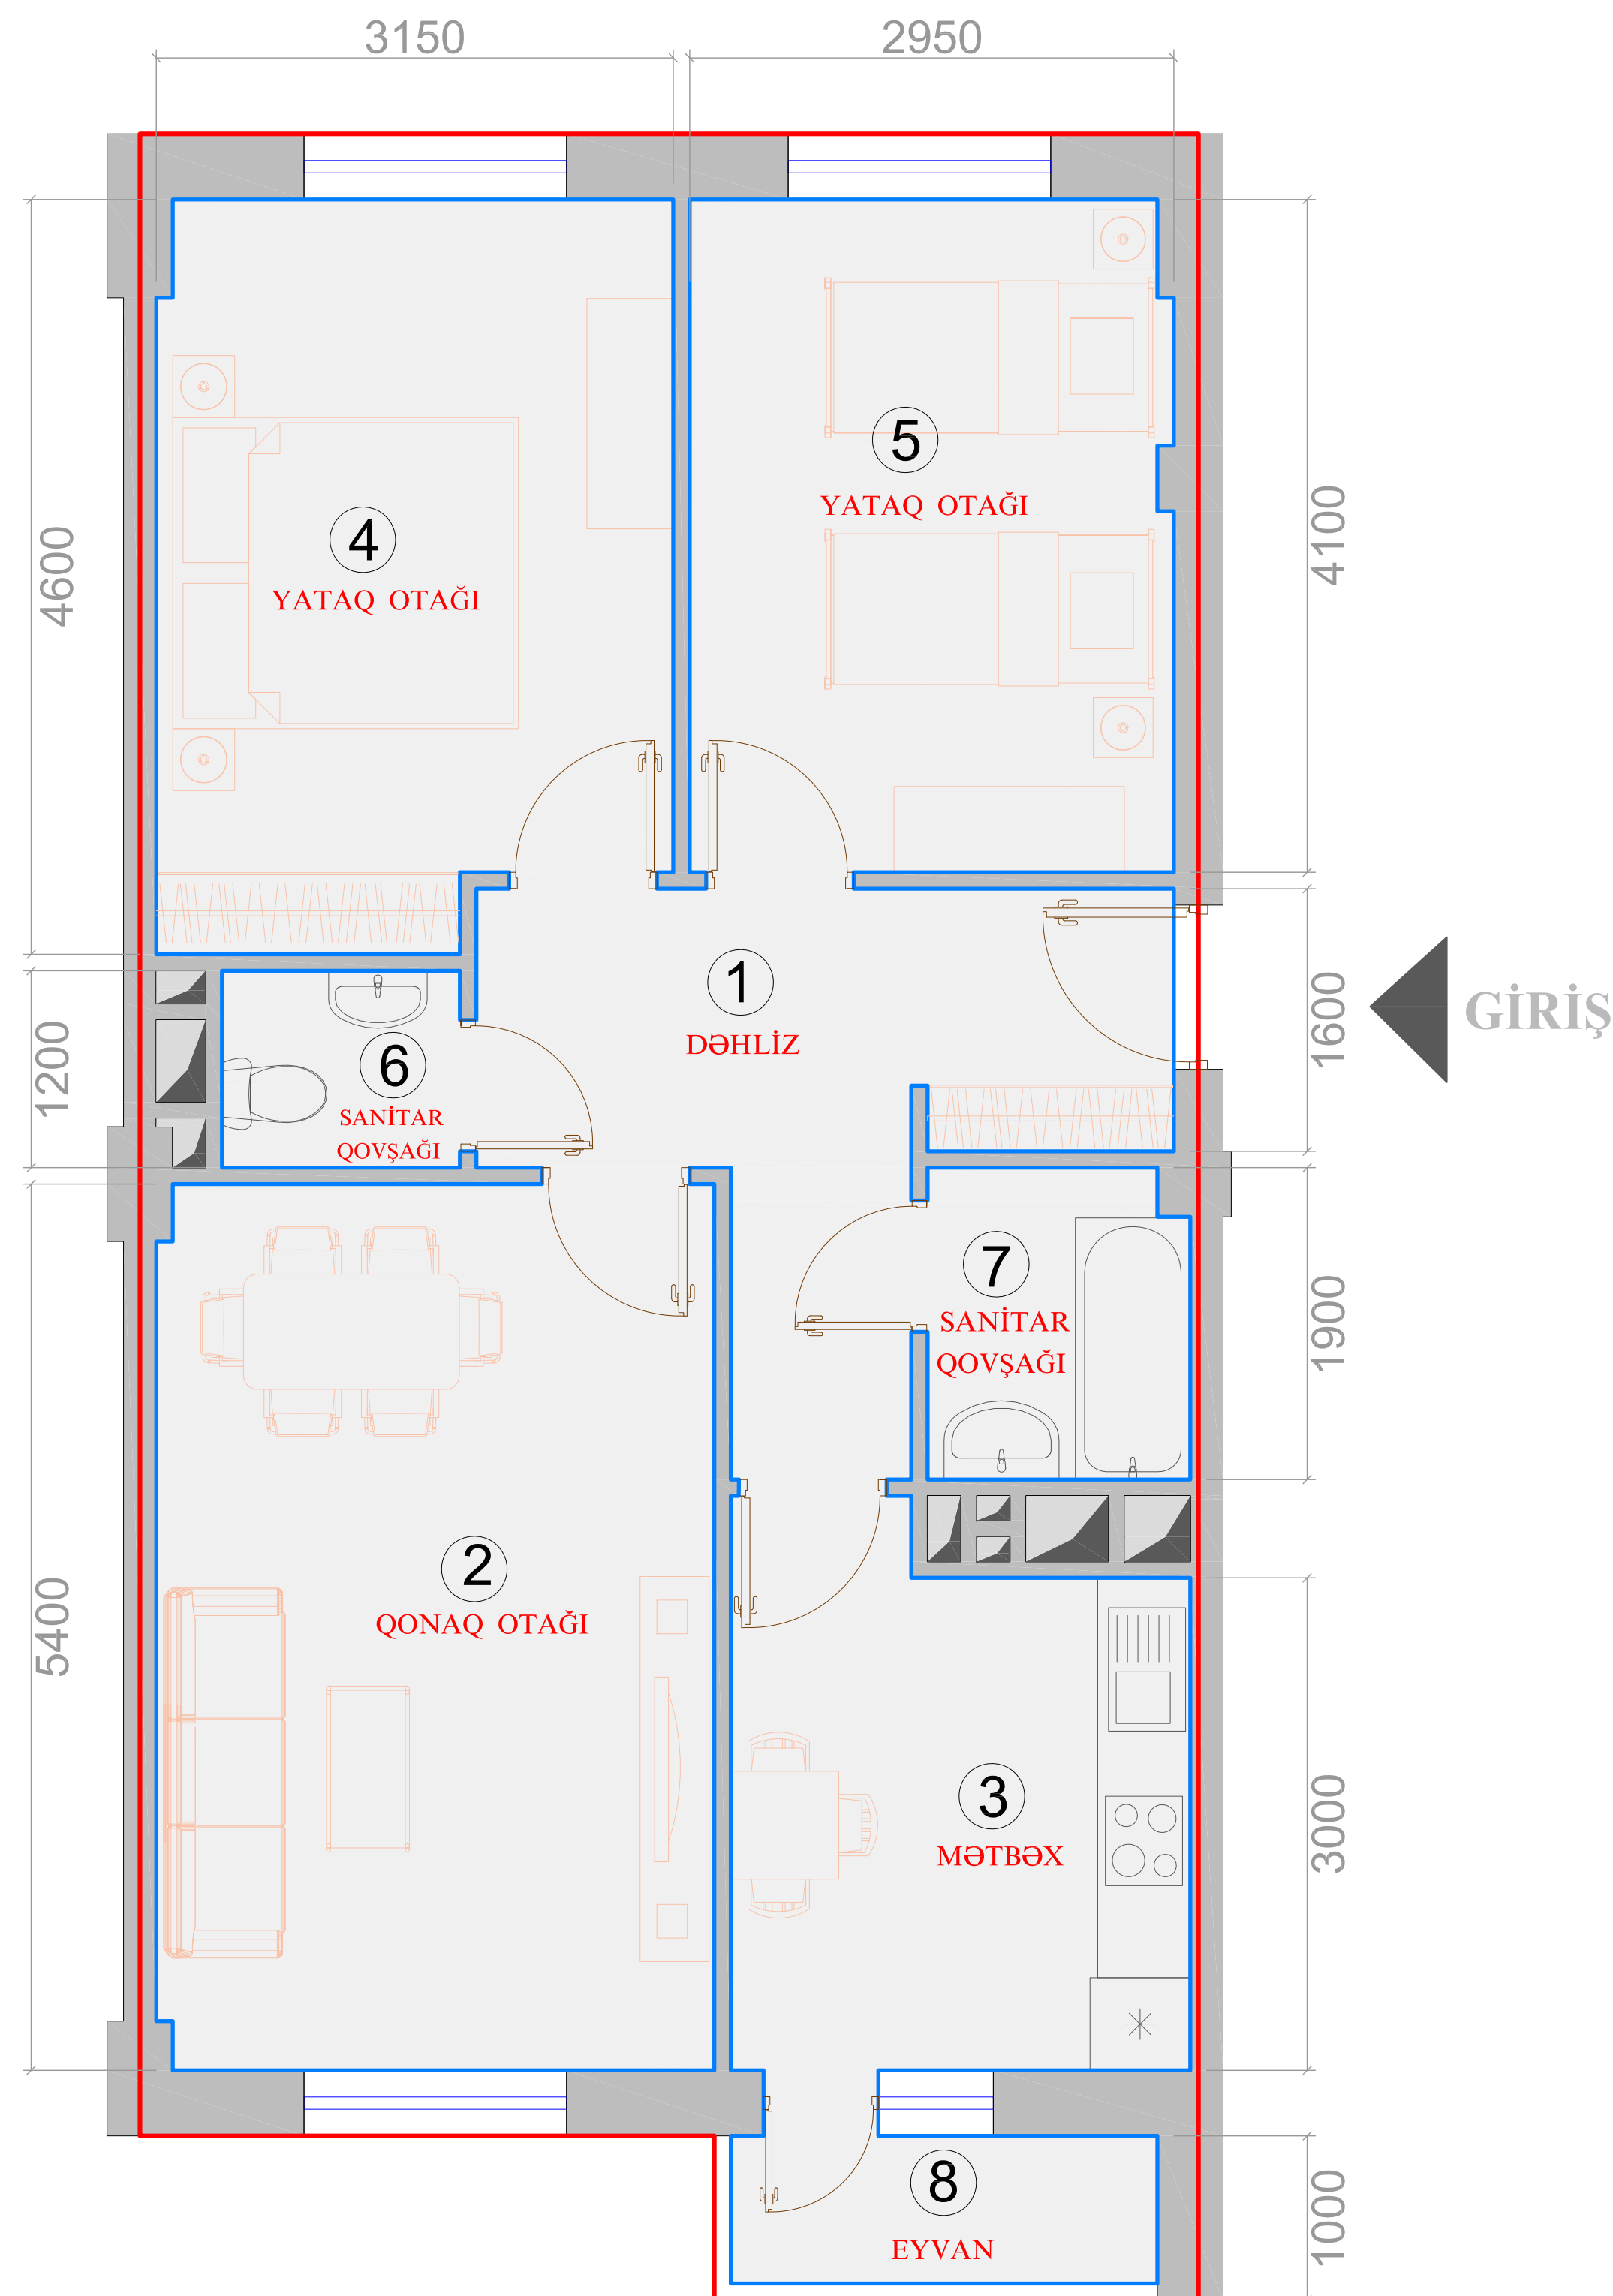 3150
2950
5
YATAQ OTAĞI
4
YATAQ OTAĞI
4600
4100
1
DƏHLİZ
1600
GİRİŞ
6
SANİTAR
QOVŞAĞI
1200
7
SANİTAR
QOVŞAĞI
1900
2
QONAQ OTAĞI
5400
3
MƏTBƏX
3000
8
EYVAN
1000